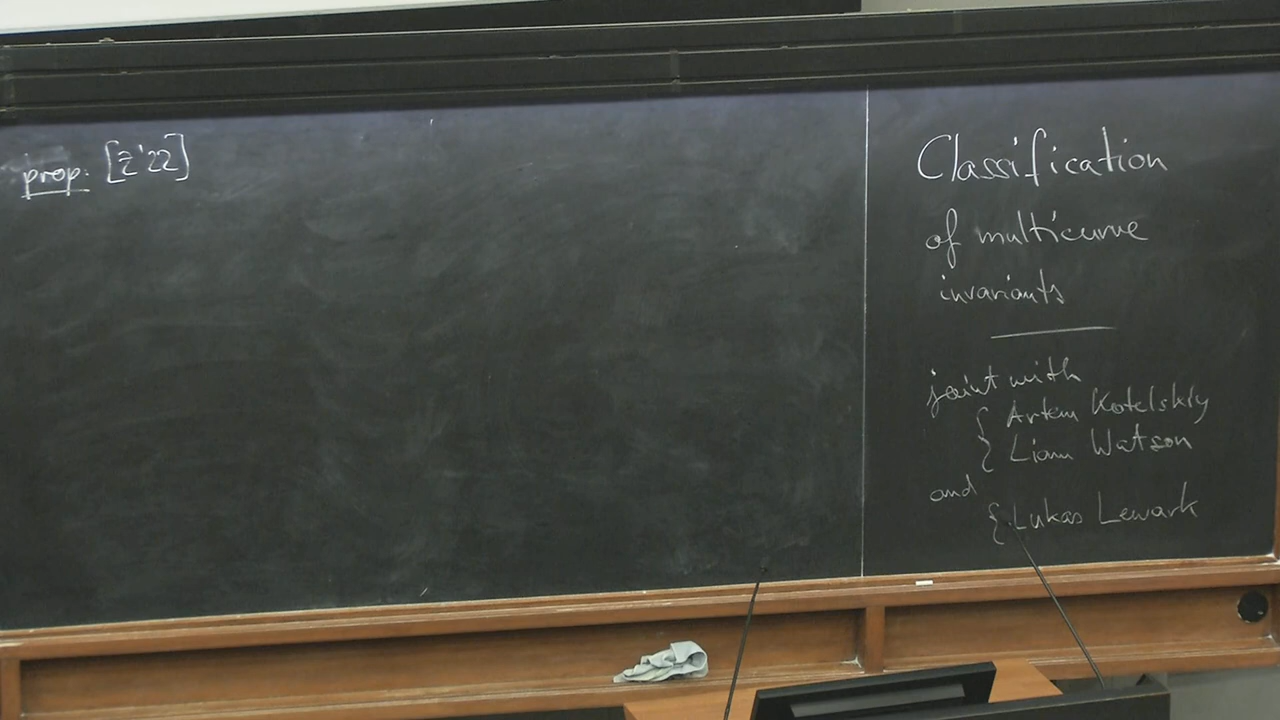 prop. [Z'22]
Classification
of multicurve
invariants
joint with
{ Artem Kotelskiy
{ Liam Watson
and
{ Lukas Lewark